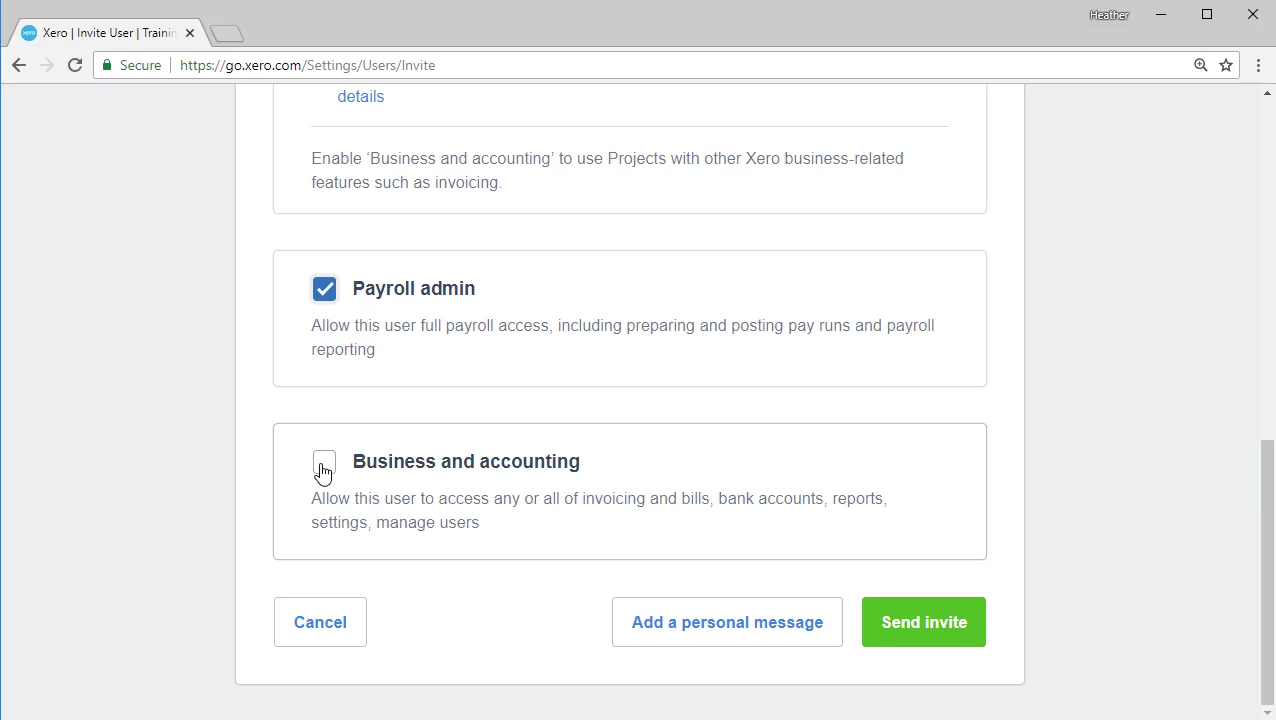 Heather
Xero | Invite User | Trainin
Secure
https://go.xero.com/Settings/Users/Invite
details
Enable ‘Business and accounting’ to use Projects with other Xero business-related
features such as invoicing.
Payroll admin
Allow this user full payroll access, including preparing and posting pay runs and payroll
reporting
Business and accounting
Allow this user to access any or all of invoicing and bills, bank accounts, reports,
settings, manage users
Cancel
Add a personal message
Send invite